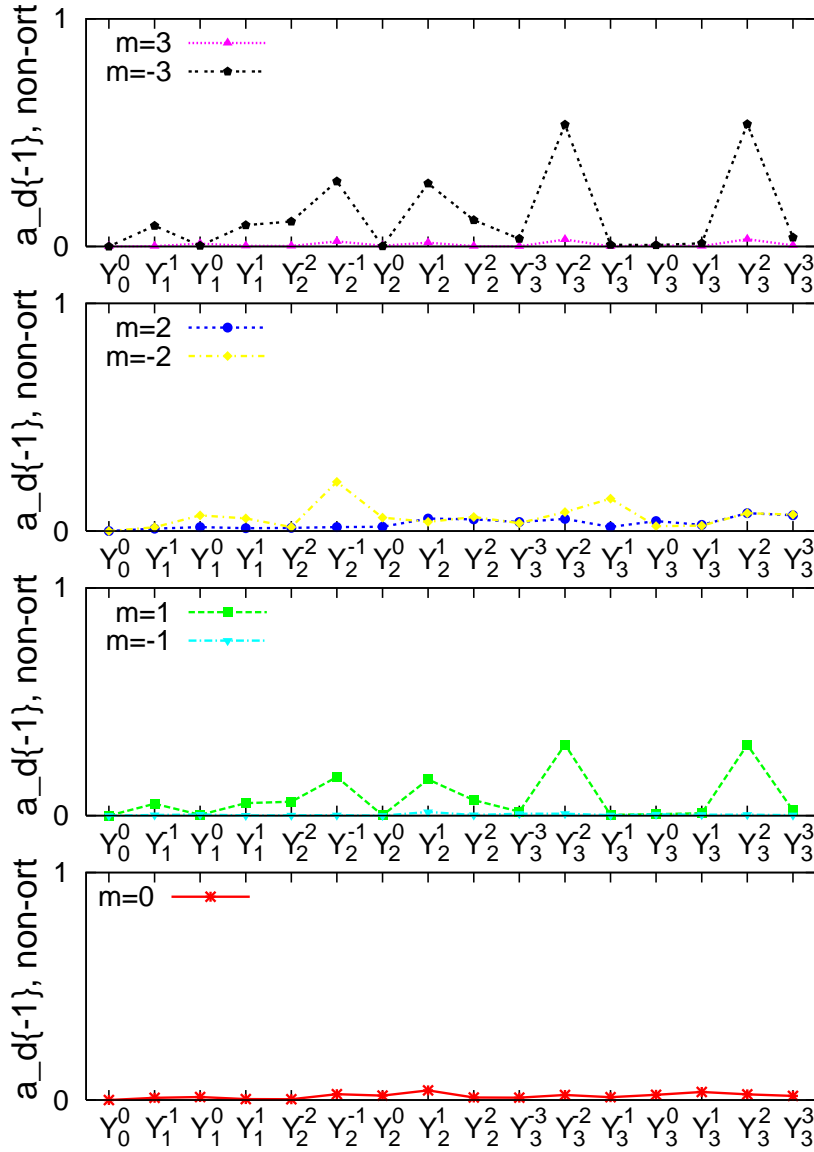 1
m=3
m=-3
a_d{-1}, non-ort
0
Y_0^0 Y_1^-1 Y_1^0 Y_1^1 Y_2^-2 Y_2^-1 Y_2^0 Y_2^1 Y_2^2 Y_3^-3 Y_3^-2 Y_3^-1 Y_3^0 Y_3^1 Y_3^2 Y_3^3
1
m=2
m=-2
a_d{-1}, non-ort
0
Y_0^0 Y_1^-1 Y_1^0 Y_1^1 Y_2^-2 Y_2^-1 Y_2^0 Y_2^1 Y_2^2 Y_3^-3 Y_3^-2 Y_3^-1 Y_3^0 Y_3^1 Y_3^2 Y_3^3
1
m=1
m=-1
a_d{-1}, non-ort
0
Y_0^0 Y_1^-1 Y_1^0 Y_1^1 Y_2^-2 Y_2^-1 Y_2^0 Y_2^1 Y_2^2 Y_3^-3 Y_3^-2 Y_3^-1 Y_3^0 Y_3^1 Y_3^2 Y_3^3
1
m=0
a_d{-1}, non-ort
0
Y_0^0 Y_1^-1 Y_1^0 Y_1^1 Y_2^-2 Y_2^-1 Y_2^0 Y_2^1 Y_2^2 Y_3^-3 Y_3^-2 Y_3^-1 Y_3^0 Y_3^1 Y_3^2 Y_3^3